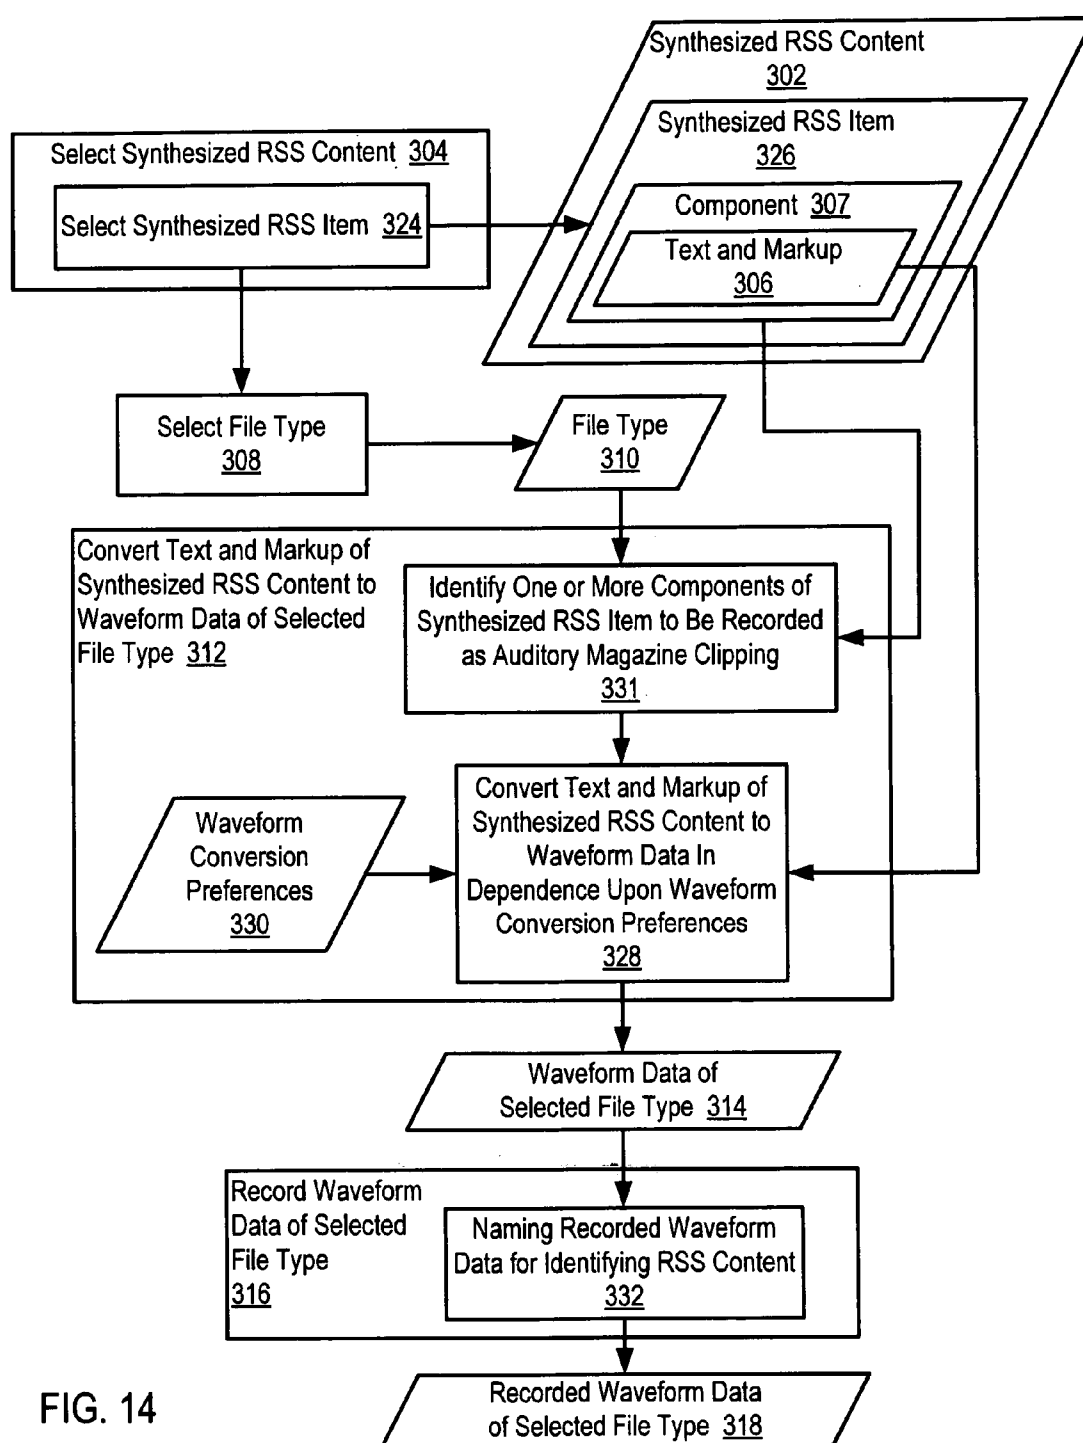 Synthesized RSS Content
302
Synthesized RSS Item
326
Component 307
Text and Markup
306
Select Synthesized RSS Content 304
Select Synthesized RSS Item 324
Select File Type
308
File Type
310
Convert Text and Markup of
Synthesized RSS Content to
Waveform Data of Selected
File Type 312
Identify One or More Components of
Synthesized RSS Item to Be Recorded
as Auditory Magazine Clipping
331
Waveform
Conversion
Preferences
330
Convert Text and Markup of
Synthesized RSS Content to
Waveform Data In
Dependence Upon Waveform
Conversion Preferences
328
Waveform Data of
Selected File Type 314
Record Waveform
Data of Selected
File Type
316
Naming Recorded Waveform
Data for Identifying RSS Content
332
Recorded Waveform Data
of Selected File Type 318
FIG. 14